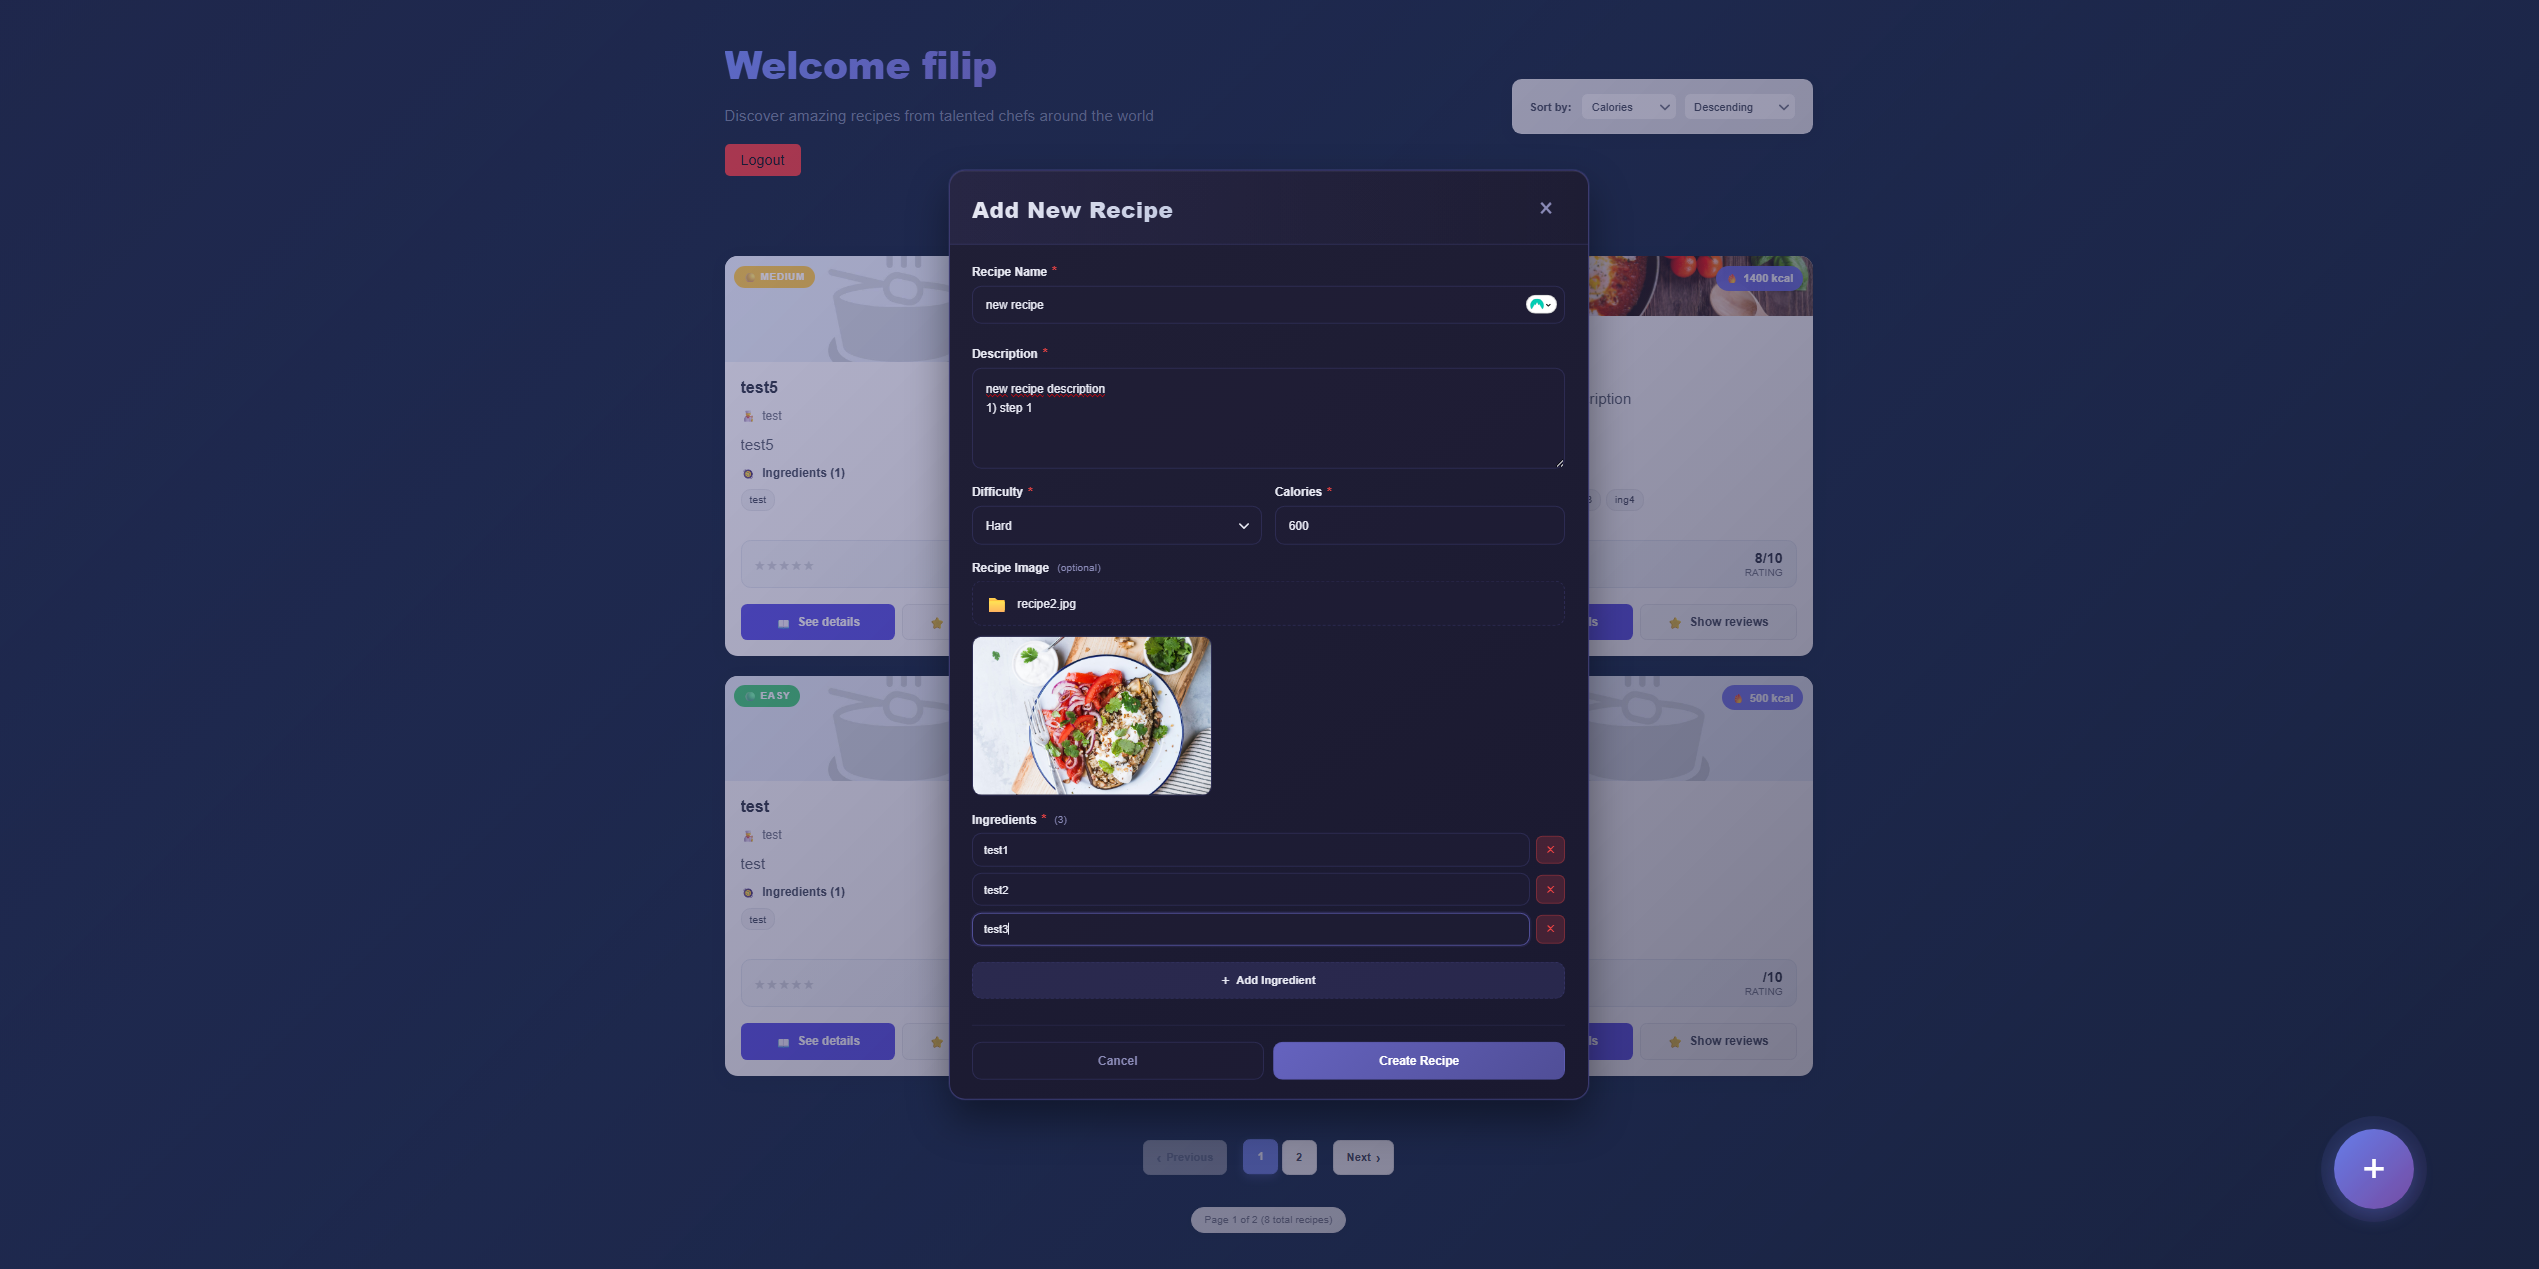 Welcome filip
Discover amazing recipes from talented chefs around the world
Logout
Sort by: Calories Descending
Add New Recipe
×
Recipe Name *
new recipe
Description *
new recipe description
1) step 1
Difficulty *
Calories *
Hard
600
Recipe Image (optional)
recipe2.jpg
Ingredients * (3)
test1
×
test2
×
test3
×
+ Add Ingredient
Cancel
Create Recipe
MEDIUM
test5
test
test5
Ingredients (1)
test
★★★★★
See details
1400 kcal
ription
ing4
8/10
RATING
ls
Show reviews
EASY
test
test
test
Ingredients (1)
test
★★★★★
See details
500 kcal
/10
RATING
ls
Show reviews
‹ Previous
1
2
Next ›
Page 1 of 2 (8 total recipes)
+